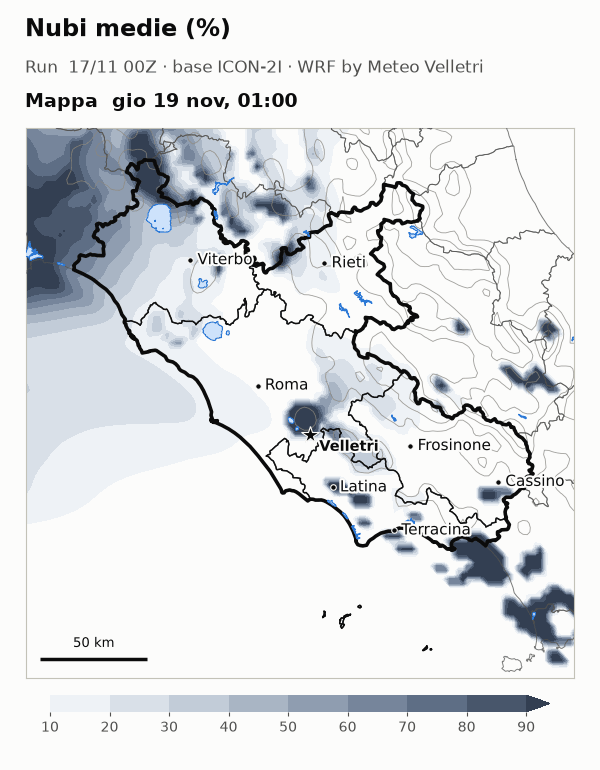 Nubi medie (%)
Run  17/11 00Z · base ICON-2I · WRF by Meteo Velletri
Mappa  gio 19 nov, 01:00
Viterbo
Rieti
Roma
Velletri
Frosinone
Latina
Cassino
Terracina
50 km
10 20 30 40 50 60 70 80 90